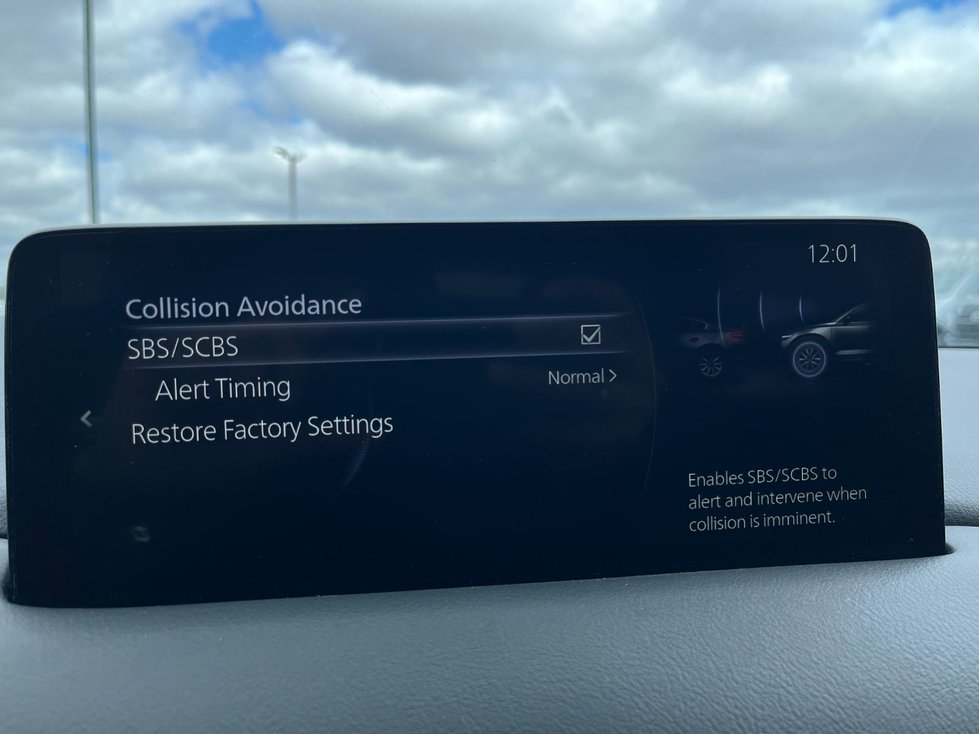 12:01
Collision Avoidance
SBS/SCBS
Alert Timing Normal >
< 
Restore Factory Settings
Enables SBS/SCBS to
alert and intervene when
collision is imminent.